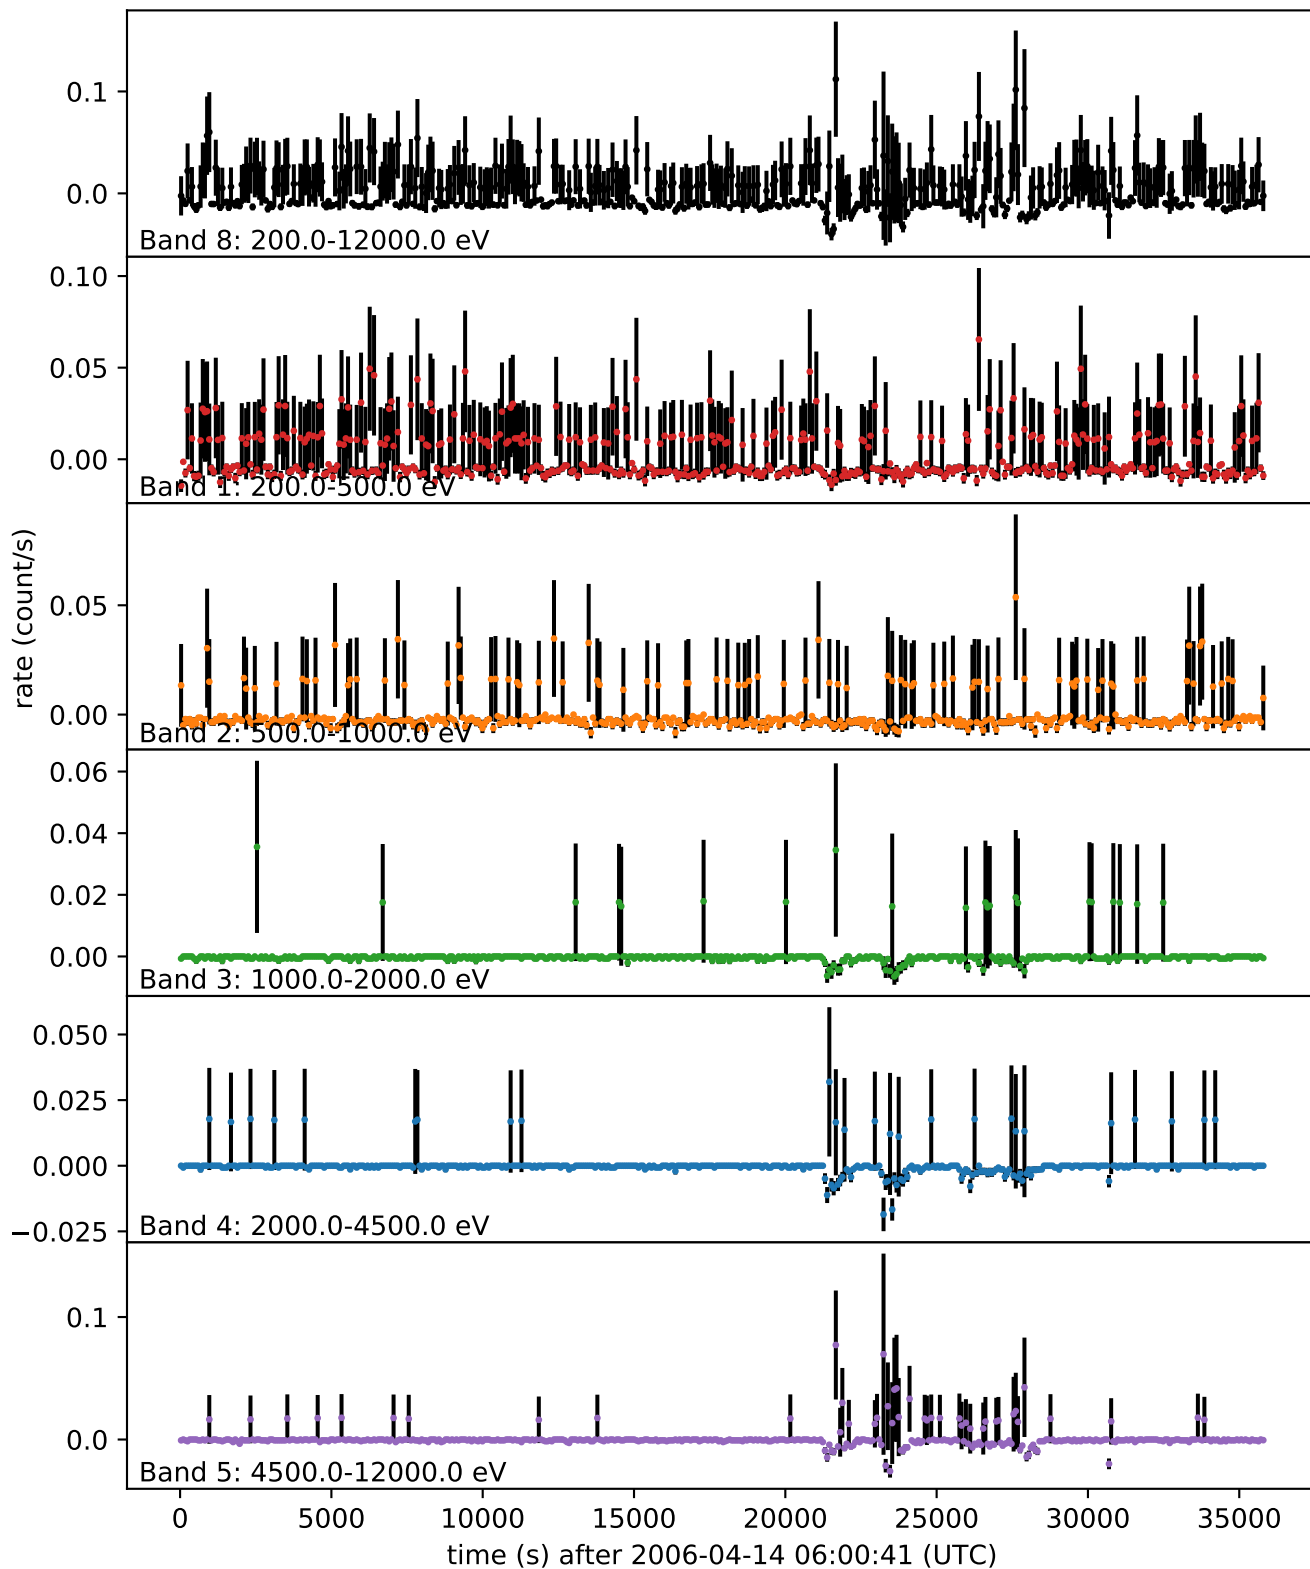 0.1
0.0
Band 8: 200.0-12000.0 eV
0.10
0.05
0.00
Band 1: 200.0-500.0 eV
rate (count/s)
0.05
0.00
Band 2: 500.0-1000.0 eV
0.06
0.04
0.02
0.00
Band 3: 1000.0-2000.0 eV
0.050
0.025
0.000
−0.025
Band 4: 2000.0-4500.0 eV
0.1
0.0
Band 5: 4500.0-12000.0 eV
0 5000 10000 15000 20000 25000 30000 35000
time (s) after 2006-04-14 06:00:41 (UTC)